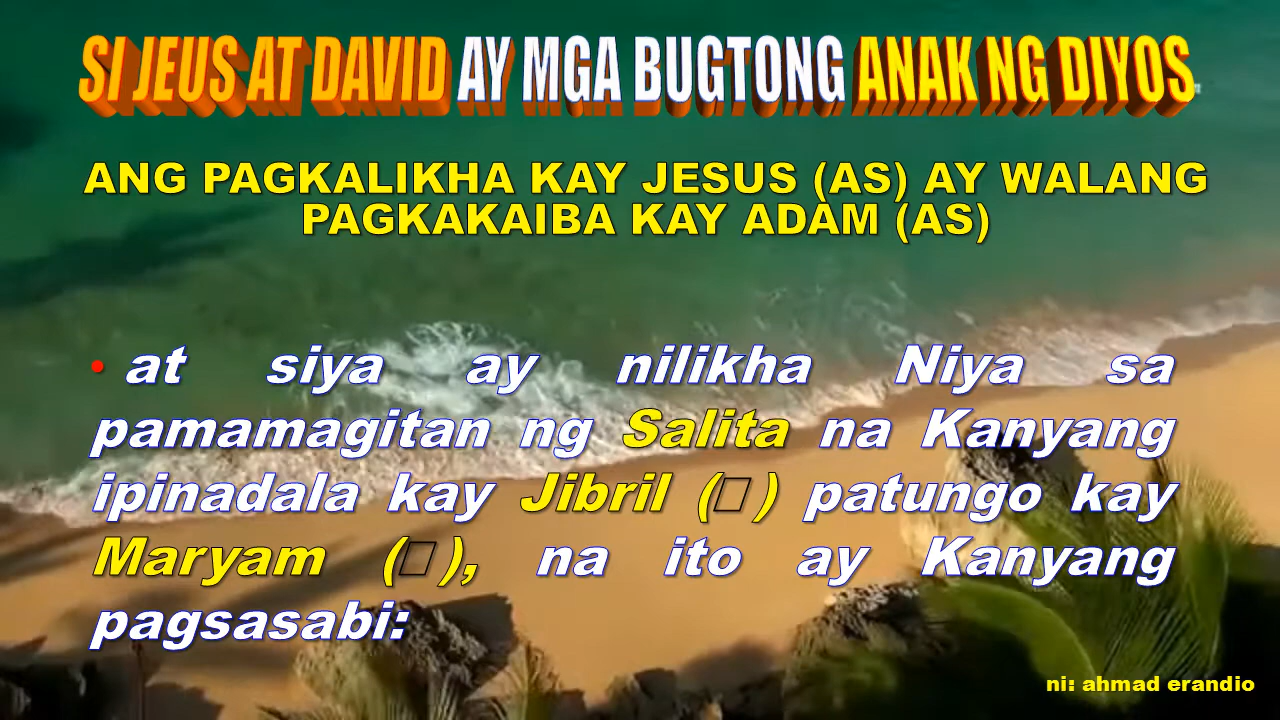 SI JEUS AT DAVID AY MGA BUGTONG ANAK NG DIYOS
ANG PAGKALIKHA KAY JESUS (AS) AY WALANG
PAGKAKAIBA KAY ADAM (AS)
• at siya ay nilikha Niya sa
pamamagitan ng Salita na Kanyang
ipinadala kay Jibril (□) patungo kay
Maryam (□), na ito ay Kanyang
pagsasabi:
ni: ahmad erandio